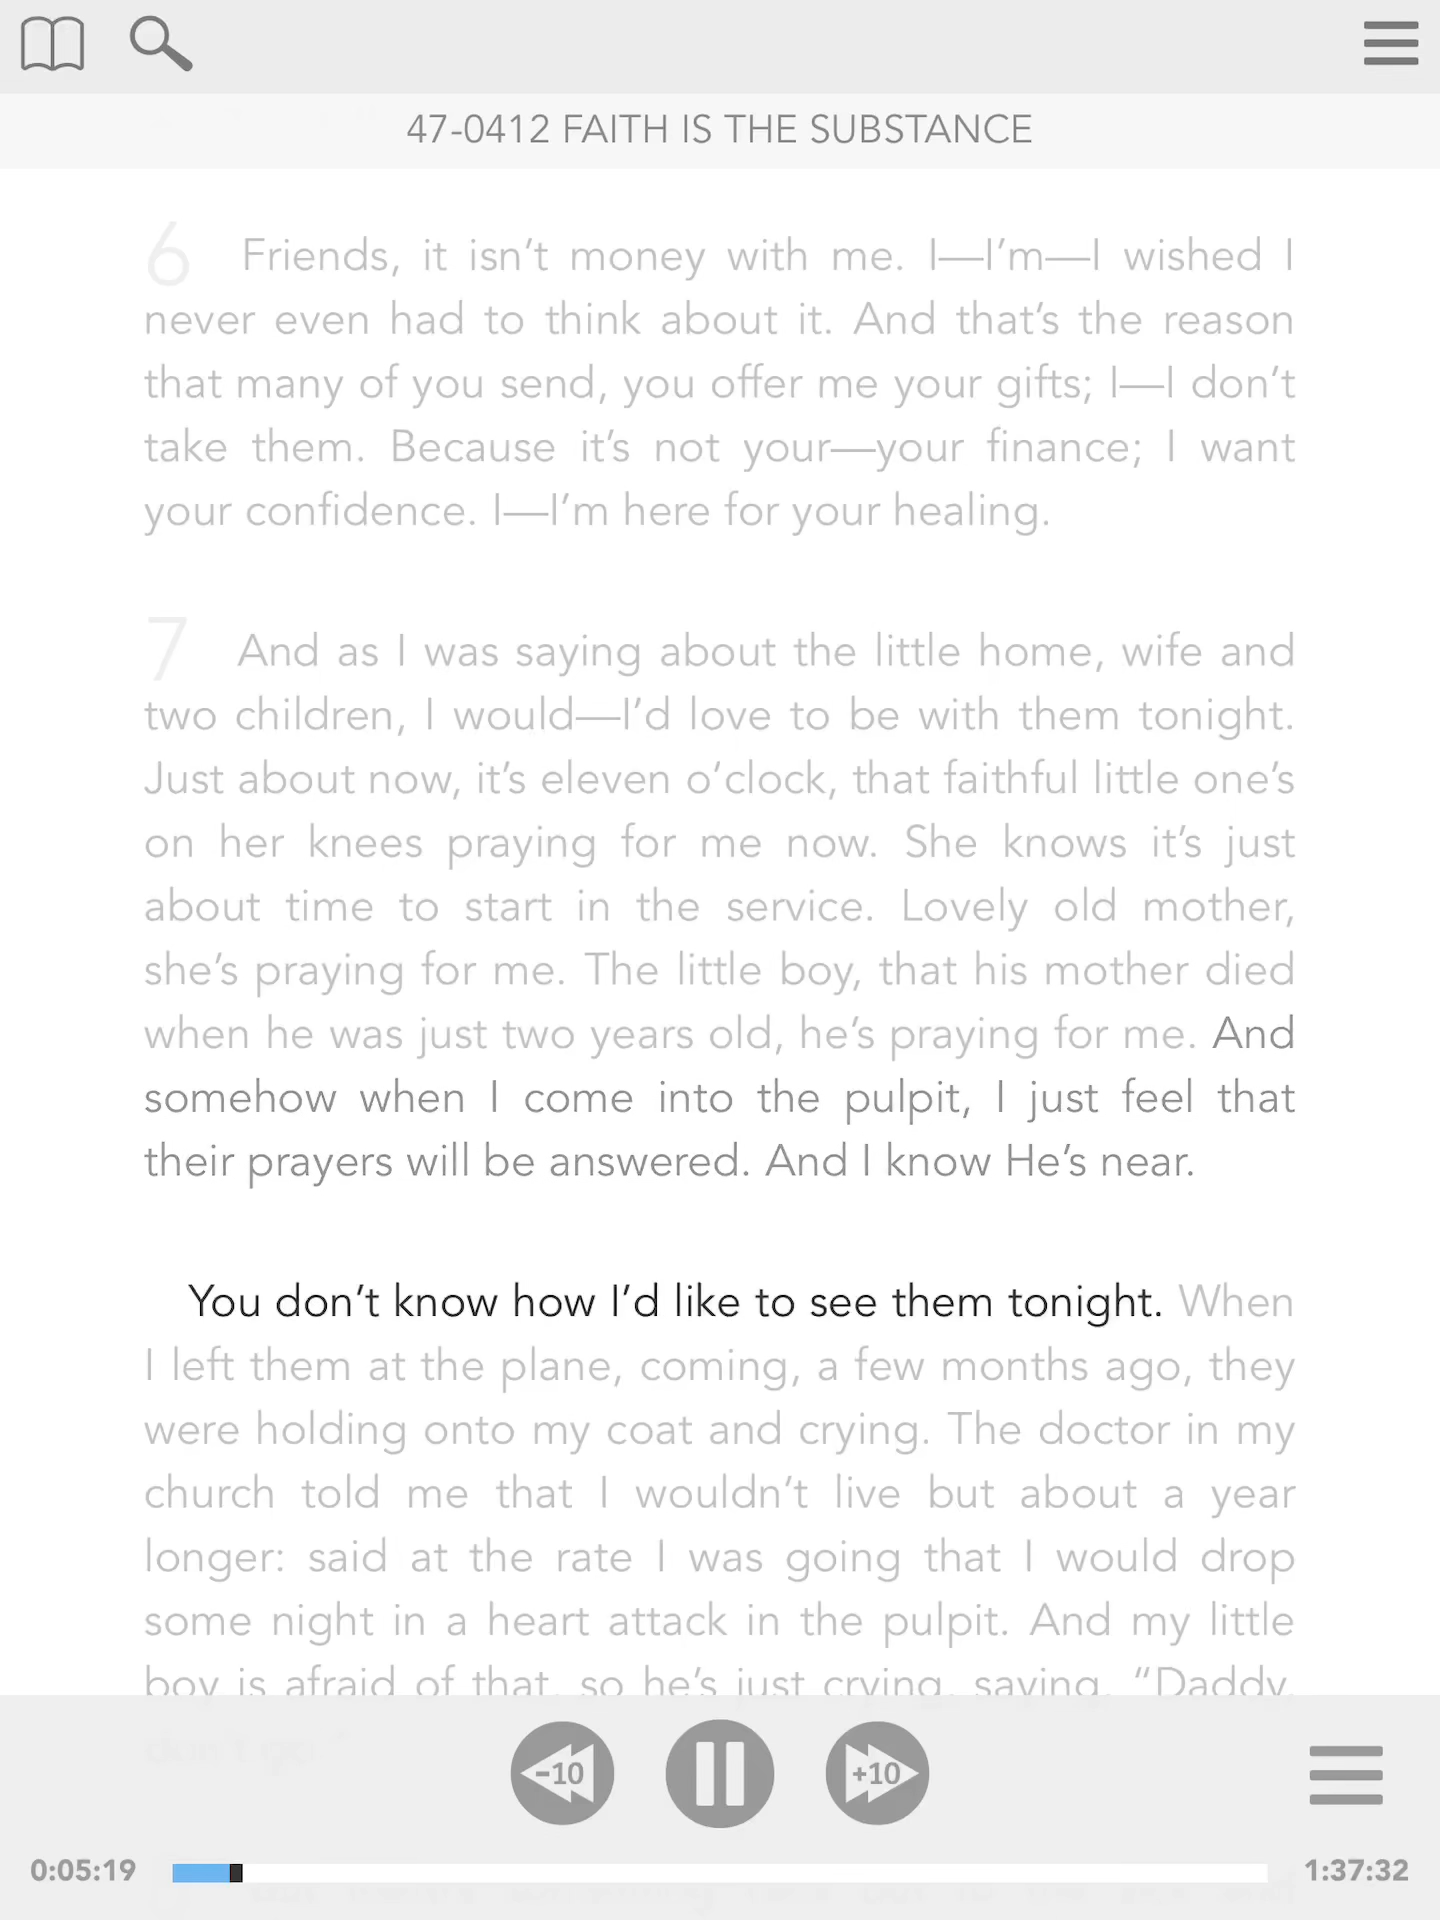 47-0412 FAITH IS THE SUBSTANCE
6 Friends, it isn’t money with me. I—I’m—I wished I
never even had to think about it. And that’s the reason
that many of you send, you offer me your gifts; I—I don’t
take them. Because it’s not your—your finance; I want
your confidence. I—I’m here for your healing.
7 And as I was saying about the little home, wife and
two children, I would—I’d love to be with them tonight.
Just about now, it’s eleven o’clock, that faithful little one’s
on her knees praying for me now. She knows it’s just
about time to start in the service. Lovely old mother,
she’s praying for me. The little boy, that his mother died
when he was just two years old, he’s praying for me. And
somehow when I come into the pulpit, I just feel that
their prayers will be answered. And I know He’s near.
You don’t know how I’d like to see them tonight. When
I left them at the plane, coming, a few months ago, they
were holding onto my coat and crying. The doctor in my
church told me that I wouldn’t live but about a year
longer: said at the rate I was going that I would drop
some night in a heart attack in the pulpit. And my little
boy is afraid of that, so he’s just crying, saying, “Daddy,
don’t go.”
-10 +10
0:05:19 1:37:32